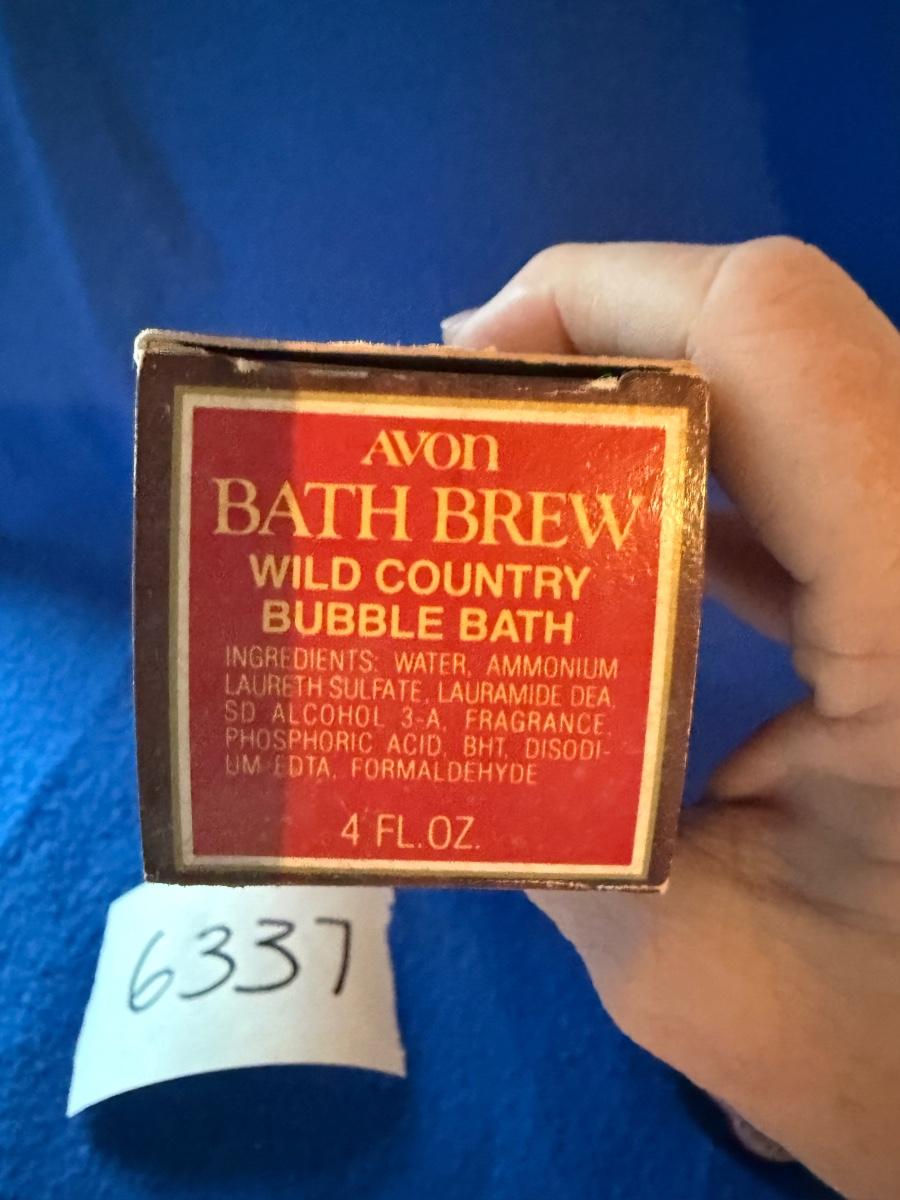 AVON
BATH BREW
WILD COUNTRY
BUBBLE BATH
INGREDIENTS: WATER, AMMONIUM
LAURETH SULFATE, LAURAMIDE DEA,
SD ALCOHOL 3-A, FRAGRANCE,
PHOSPHORIC ACID, BHT, DISODI-
UM EDTA, FORMALDEHYDE
4 FL.OZ.
6337